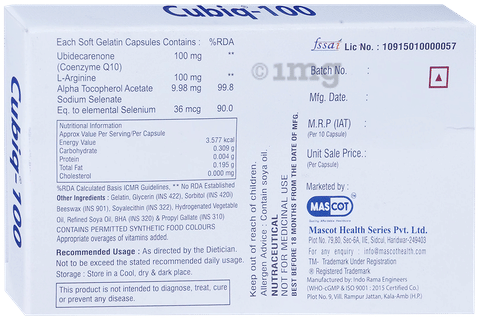 Cubiq-100
Each Soft Gelatin Capsules Contains : %RDA
Ubidecarenone 100 mg **
(Coenzyme Q10)
L-Arginine 100 mg **
Alpha Tocopherol Acetate 9.98 mg 99.8
Sodium Selenate
Eq. to elemental Selenium 36 mcg 90.0
Nutritional Information
Approx Value Per Serving/Per Capsule
Energy Value 3.577 kcal
Carbohydrate 0.309 g
Protein 0.004 g
Total Fat 0.195 g
Cholesterol 0.000 mg
%RDA Calculated Basis ICMR Guidelines, ** No RDA Established
Other Ingredients : Gelatin, Glycerin (INS 422), Sorbitol (INS 420)
Beeswax (INS 901), Soyalecithin (INS 322), Hydrogenated Vegetable
Oil, Refined Soya Oil, BHA (INS 320) & Propyl Gallate (INS 310)
CONTAINS PERMITTED SYNTHETIC FOOD COLOURS
Appropriate overages of vitamins added.
Recommended Usage : As directed by the Dietician.
Not to be exceed the stated recommended daily usage.
Storage : Store in a Cool, dry & dark place.
This product is not intended to diagnose, treat, cure
or prevent any disease.
Keep out of reach of children.
Allergen Advice : Contain soya oil.
NUTRACEUTICAL
NOT FOR MEDICINAL USE
BEST BEFORE 18 MONTHS FROM THE DATE OF MFG.
fssai Lic No. : 10915010000057
Batch No. :
Mfg. Date. :
M.R.P (IAT) :
(Per 10 Capsule)
Unit Sale Price.:
(Per Capsule)
Marketed by :
MASCOT
Mascot Health Series Pvt. Ltd.
Plot No. 79,80, Sec-6A, IIE, Sidcul, Haridwar-249403
For any enquiry : info@mascothealth.com
TM- Trademark Under Registration
® Registered Trademark
Manufactured by: Indo Rama Engineers
(WHO-cGMP & ISO 9001 : 2015 Certified Co.)
Plot No. 9, Vill. Rampur Jattan, Kala-Amb (H.P.)
Cubiq-100
1mg